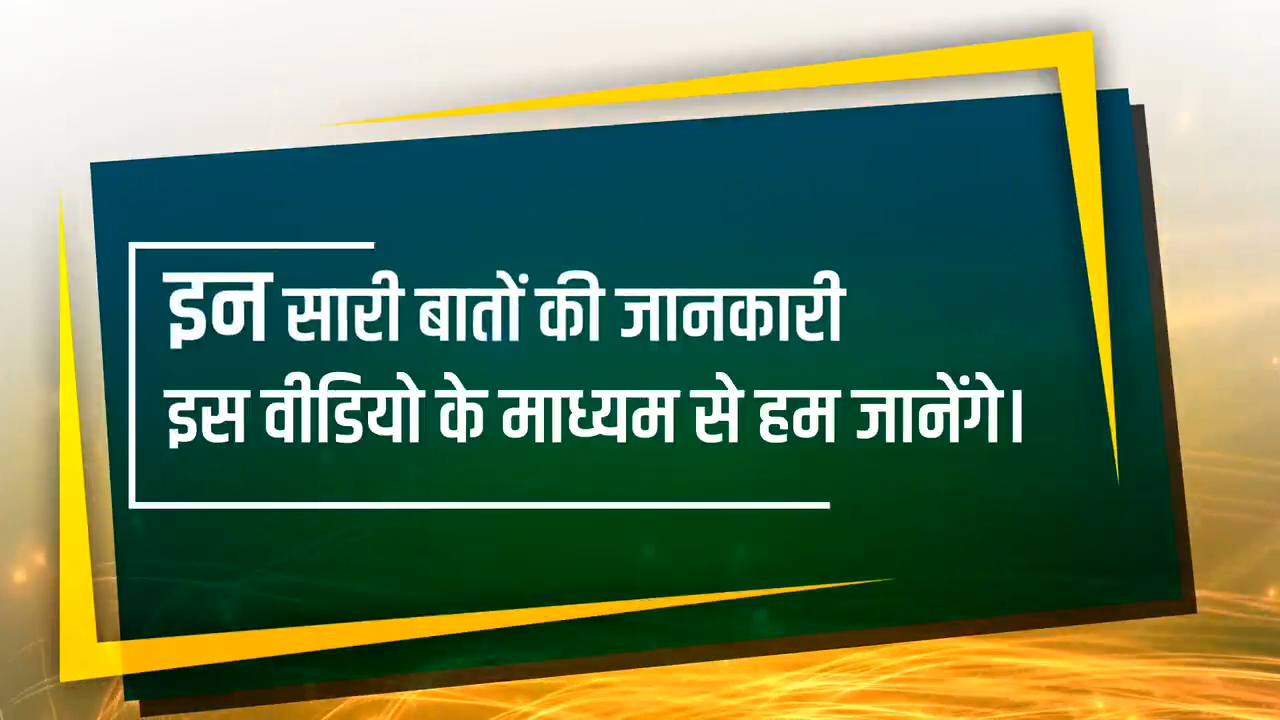 इन सारी बातों की जानकारी
इस वीडियो के माध्यम से हम जानेंगे।